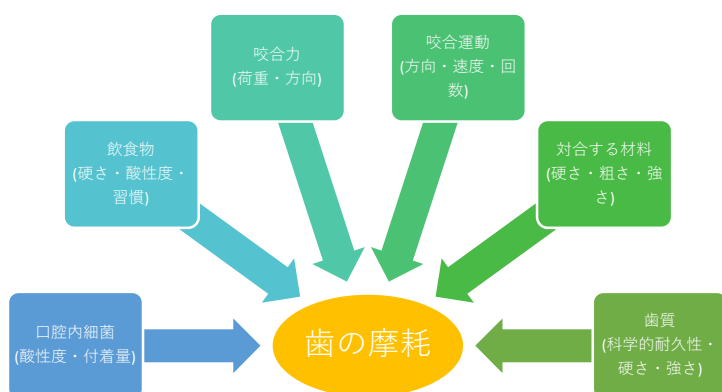 咬合力
(荷重・方向)
咬合運動
(方向・速度・回
数)
飲食物
(硬さ・酸性度・
習慣)
対合する材料
(硬さ・粗さ・強
さ)
口腔内細菌
(酸性度・付着量)
歯の摩耗
歯質
(科学的耐久性・
硬さ・強さ)